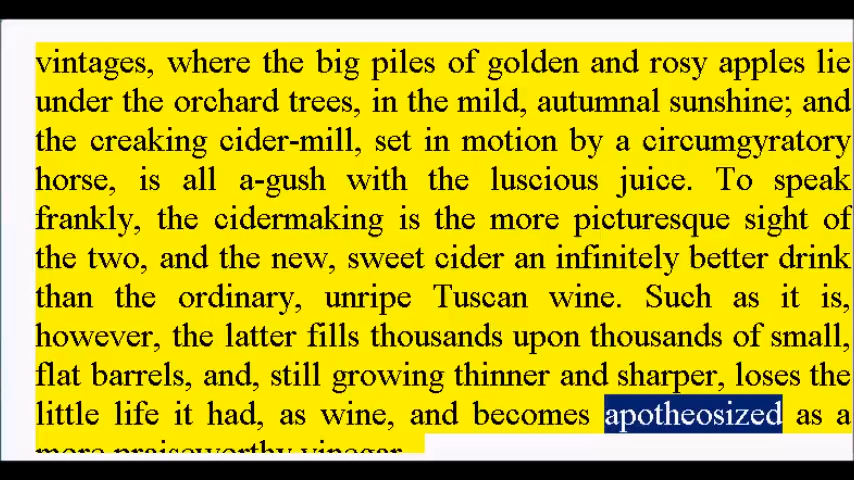 vintages, where the big piles of golden and rosy apples lie
under the orchard trees, in the mild, autumnal sunshine; and
the creaking cider-mill, set in motion by a circumgyratory
horse, is all a-gush with the luscious juice. To speak
frankly, the cidermaking is the more picturesque sight of
the two, and the new, sweet cider an infinitely better drink
than the ordinary, unripe Tuscan wine. Such as it is,
however, the latter fills thousands upon thousands of small,
flat barrels, and, still growing thinner and sharper, loses the
little life it had, as wine, and becomes apotheosized as a
more praiseworthy vinegar.